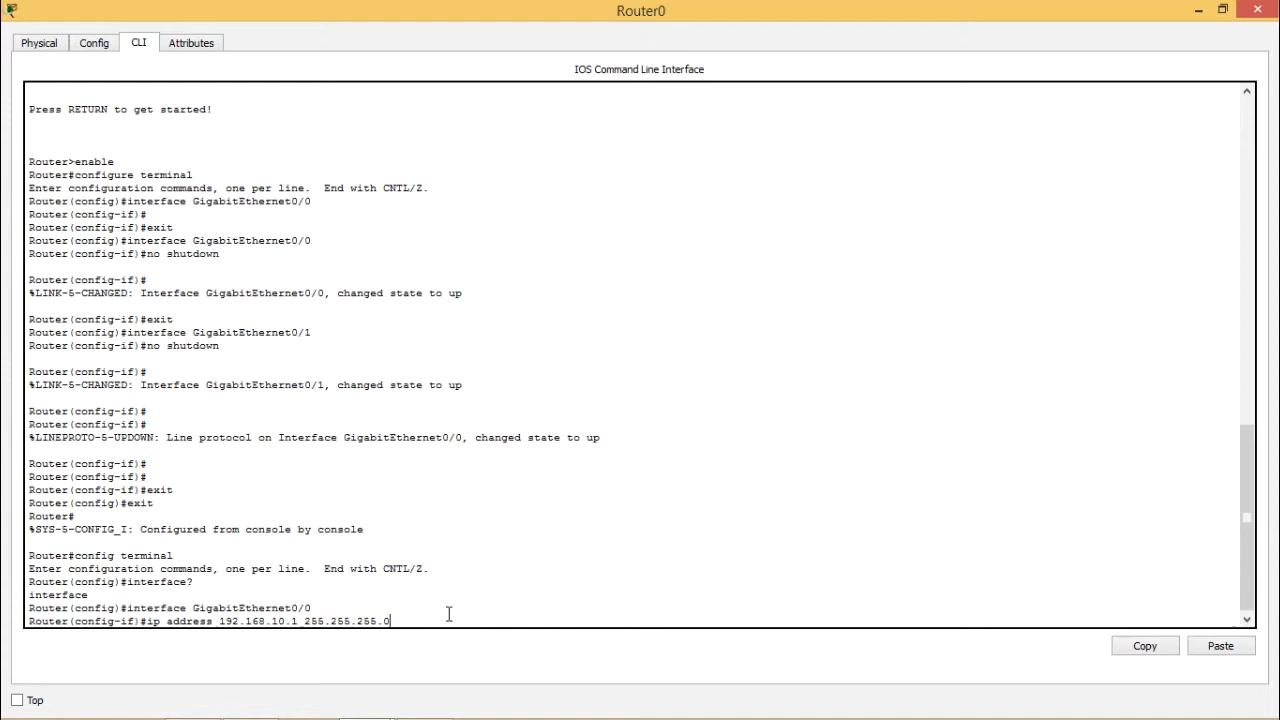 Router0
Physical Config CLI Attributes
IOS Command Line Interface
Press RETURN to get started!
Router>enable
Router#configure terminal
Enter configuration commands, one per line.  End with CNTL/Z.
Router(config)#interface GigabitEthernet0/0
Router(config-if)#
Router(config-if)#exit
Router(config)#interface GigabitEthernet0/0
Router(config-if)#no shutdown
Router(config-if)#
%LINK-5-CHANGED: Interface GigabitEthernet0/0, changed state to up
Router(config-if)#exit
Router(config)#interface GigabitEthernet0/1
Router(config-if)#no shutdown
Router(config-if)#
%LINK-5-CHANGED: Interface GigabitEthernet0/1, changed state to up
Router(config-if)#
Router(config-if)#
%LINEPROTO-5-UPDOWN: Line protocol on Interface GigabitEthernet0/0, changed state to up
Router(config-if)#
Router(config-if)#
Router(config-if)#exit
Router(config)#exit
Router#
%SYS-5-CONFIG_I: Configured from console by console
Router#config terminal
Enter configuration commands, one per line.  End with CNTL/Z.
Router(config)#interface?
interface
Router(config)#interface GigabitEthernet0/0
Router(config-if)#ip address 192.168.10.1 255.255.255.0
Copy Paste
Top